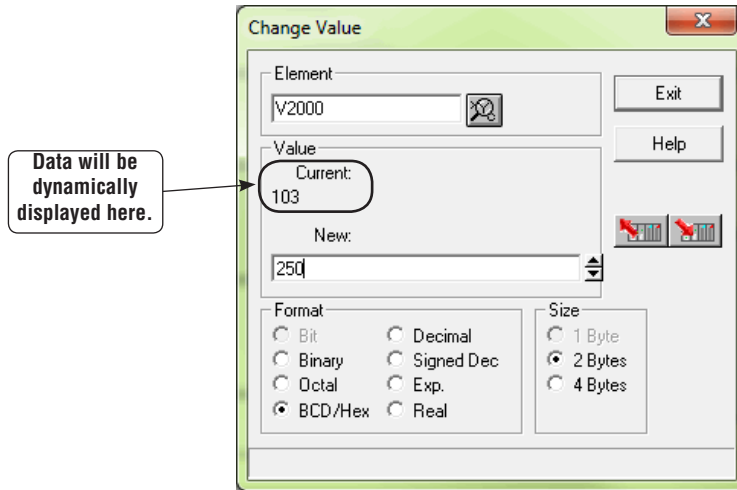 Change Value
Element
V2000
Exit
Help
Value
Current:
103
Data will be
dynamically
displayed here.
New:
250
Format
Bit
Decimal
Binary
Signed Dec
Octal
Exp.
BCD/Hex
Real
Size
1 Byte
2 Bytes
4 Bytes